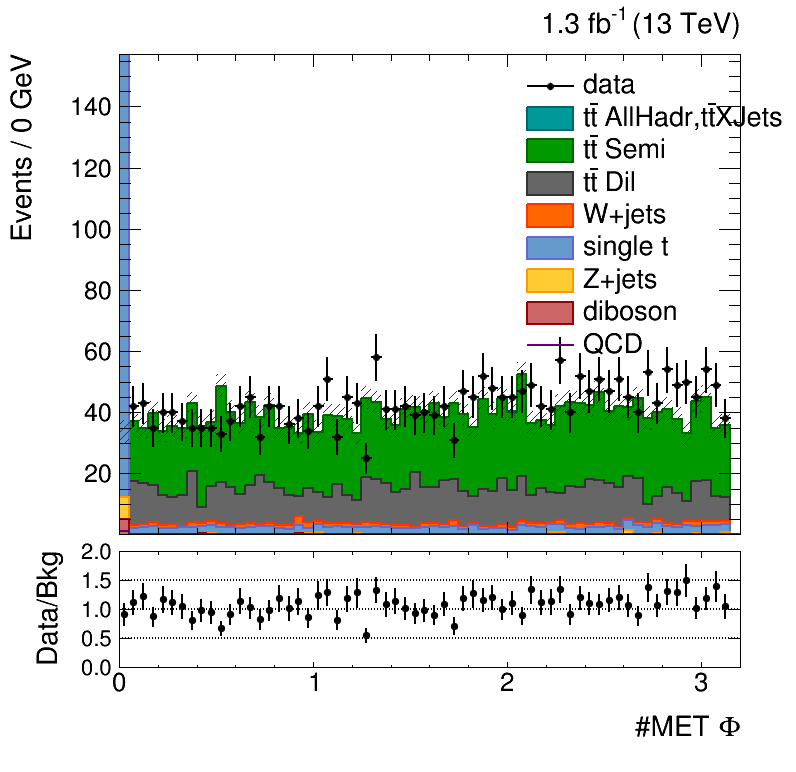 1.3 fb⁻¹ (13 TeV)
Events / 0 GeV
140
120
100
80
60
40
20
data
tt̄ AllHadr,tt̄XJets
tt̄ Semi
tt̄ Dil
W+jets
single t
Z+jets
diboson
QCD
Data/Bkg
2.0
1.5
1.0
0.5
0.0
0 1 2 3
#MET Φ